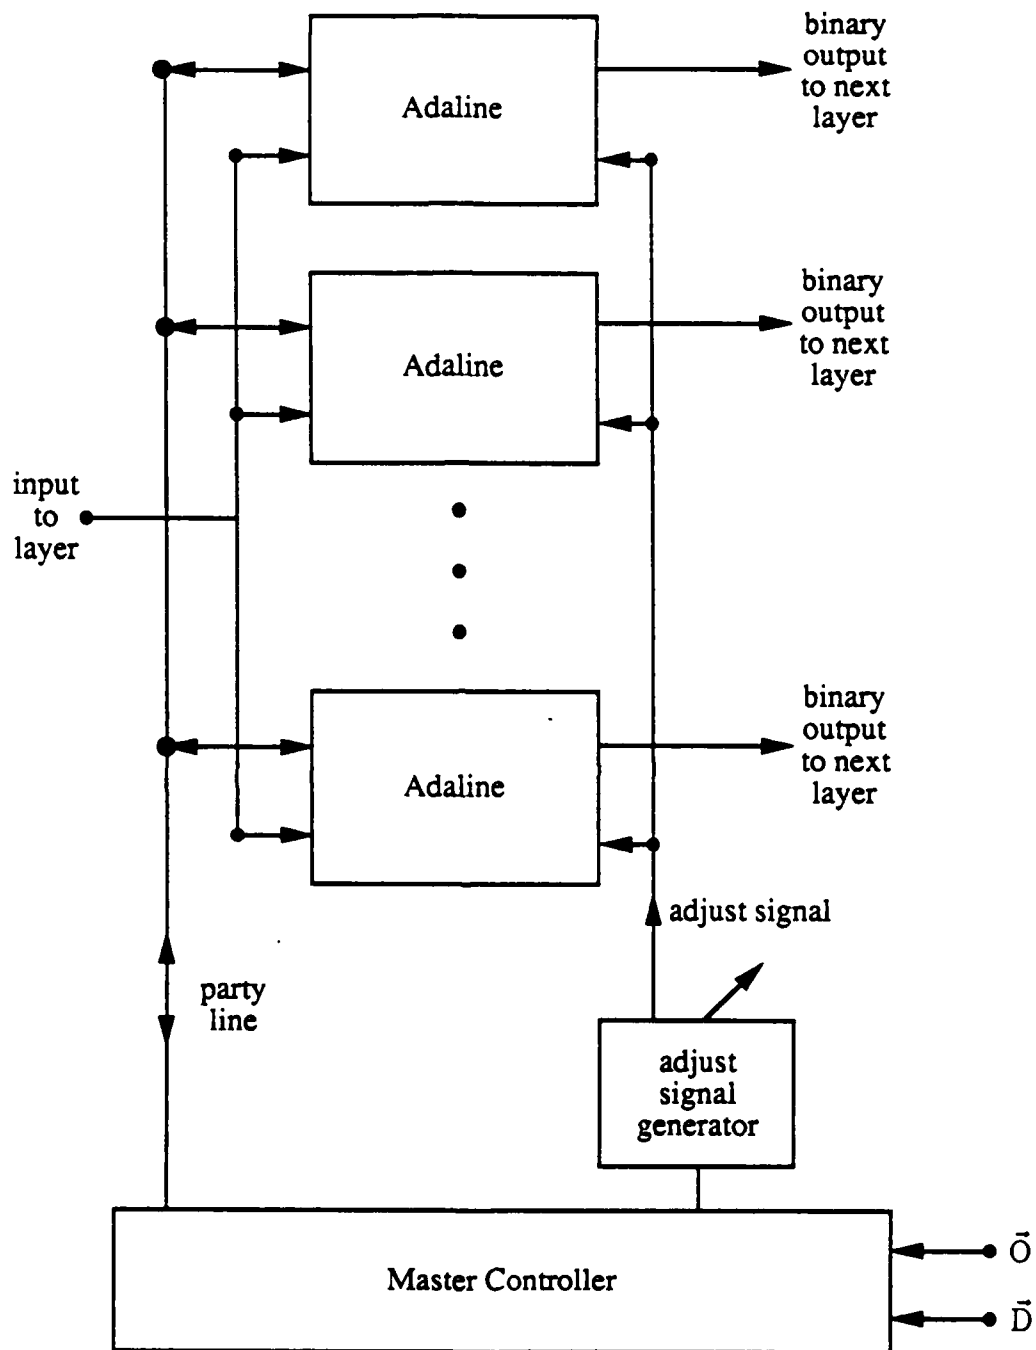 binary
output
to next
layer
Adaline
binary
output
to next
layer
Adaline
input
to
layer
binary
output
to next
layer
Adaline
adjust signal
party
line
adjust
signal
generator
Master Controller
O⃗
D⃗